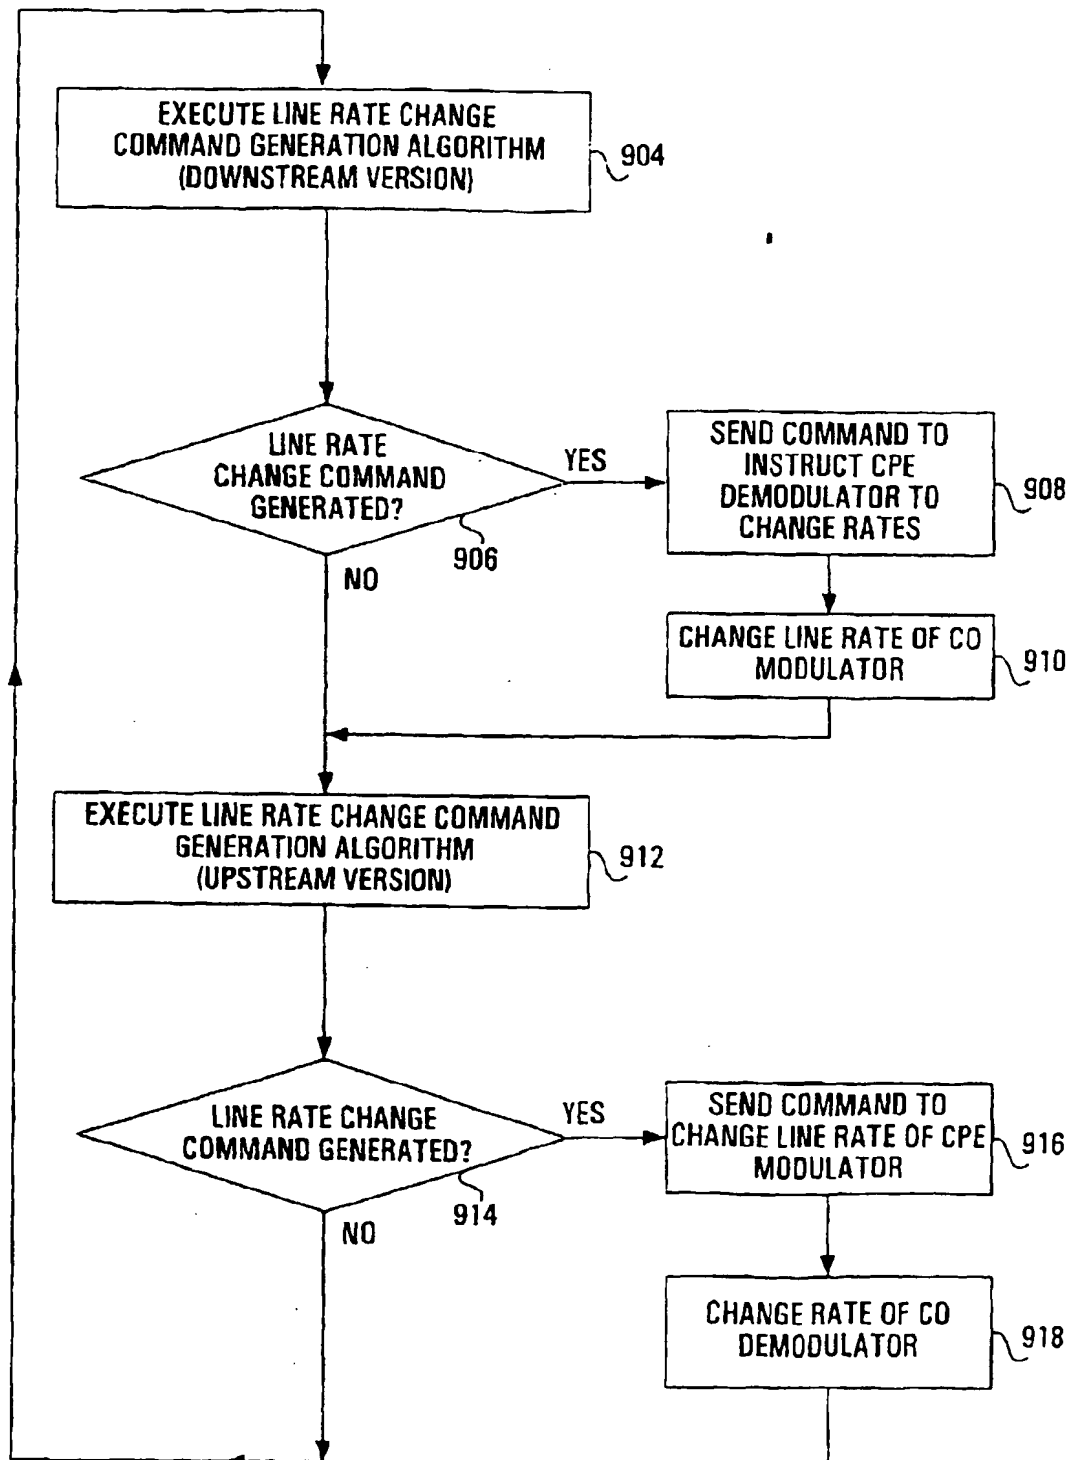 EXECUTE LINE RATE CHANGE
COMMAND GENERATION ALGORITHM
(DOWNSTREAM VERSION)
904
LINE RATE
CHANGE COMMAND
GENERATED?
906
YES
NO
SEND COMMAND TO
INSTRUCT CPE
DEMODULATOR TO
CHANGE RATES
908
CHANGE LINE RATE OF CO
MODULATOR
910
EXECUTE LINE RATE CHANGE COMMAND
GENERATION ALGORITHM
(UPSTREAM VERSION)
912
LINE RATE CHANGE
COMMAND GENERATED?
914
YES
NO
SEND COMMAND TO
CHANGE LINE RATE OF CPE
MODULATOR
916
CHANGE RATE OF CO
DEMODULATOR
918